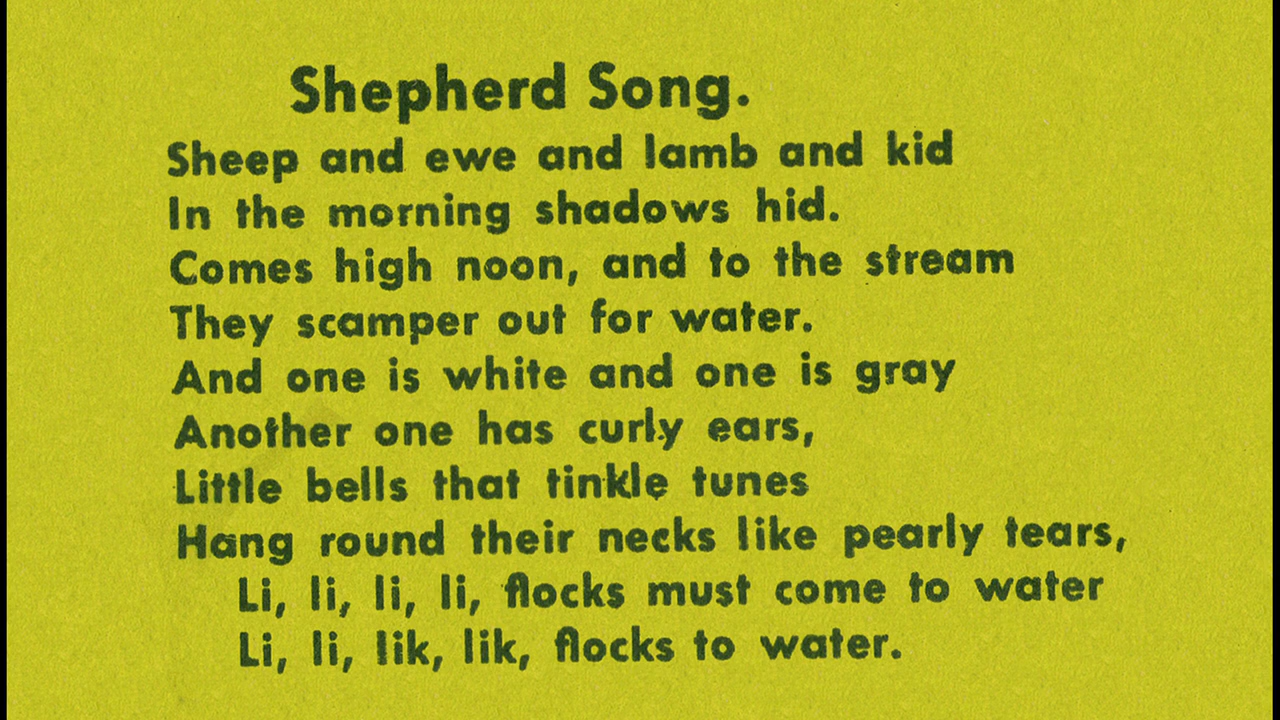 Shepherd Song.
Sheep and ewe and lamb and kid
In the morning shadows hid.
Comes high noon, and to the stream
They scamper out for water.
And one is white and one is gray
Another one has curly ears,
Little bells that tinkle tunes
Hang round their necks like pearly tears,
Li, li, li, li, flocks must come to water
Li, li, lik, lik, flocks to water.